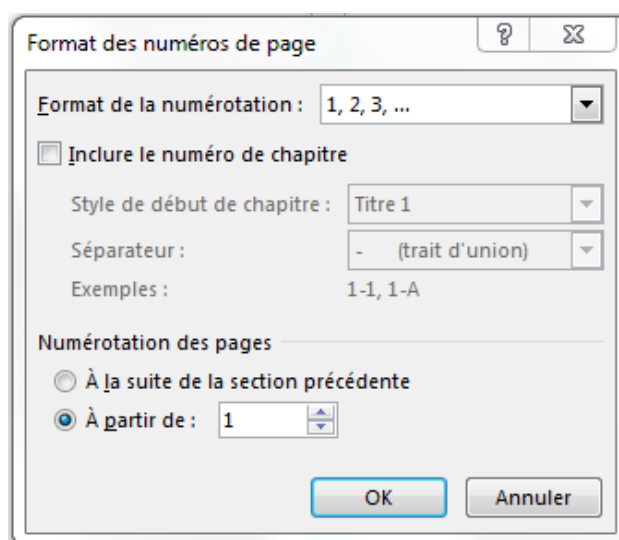 Format des numéros de page
Format de la numérotation : 1, 2, 3, ...
Inclure le numéro de chapitre
Style de début de chapitre : Titre 1
Séparateur : - (trait d'union)
Exemples : 1-1, 1-A
Numérotation des pages
À la suite de la section précédente
À partir de : 1
OK Annuler